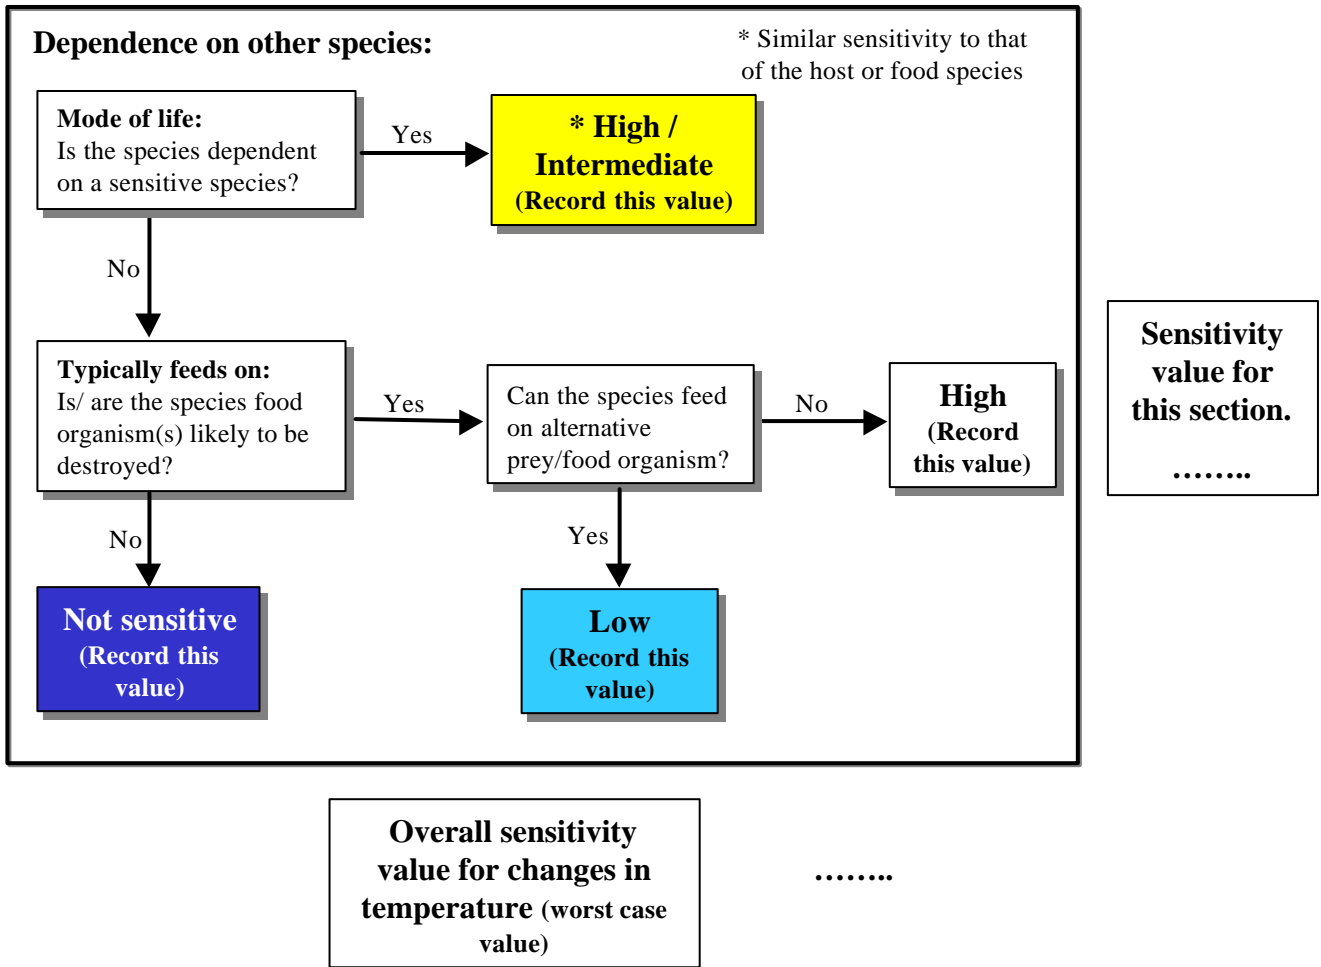 Dependence on other species:
* Similar sensitivity to that
of the host or food species
Mode of life:
Is the species dependent
on a sensitive species?
Yes
* High /
Intermediate
(Record this value)
No
Typically feeds on:
Is/ are the species food
organism(s) likely to be
destroyed?
Yes
Can the species feed
on alternative
prey/food organism?
No
High
(Record
this value)
Sensitivity
value for
this section.
……..
No
Yes
Not sensitive
(Record this
value)
Low
(Record this
value)
Overall sensitivity
value for changes in
temperature (worst case
value)
……..